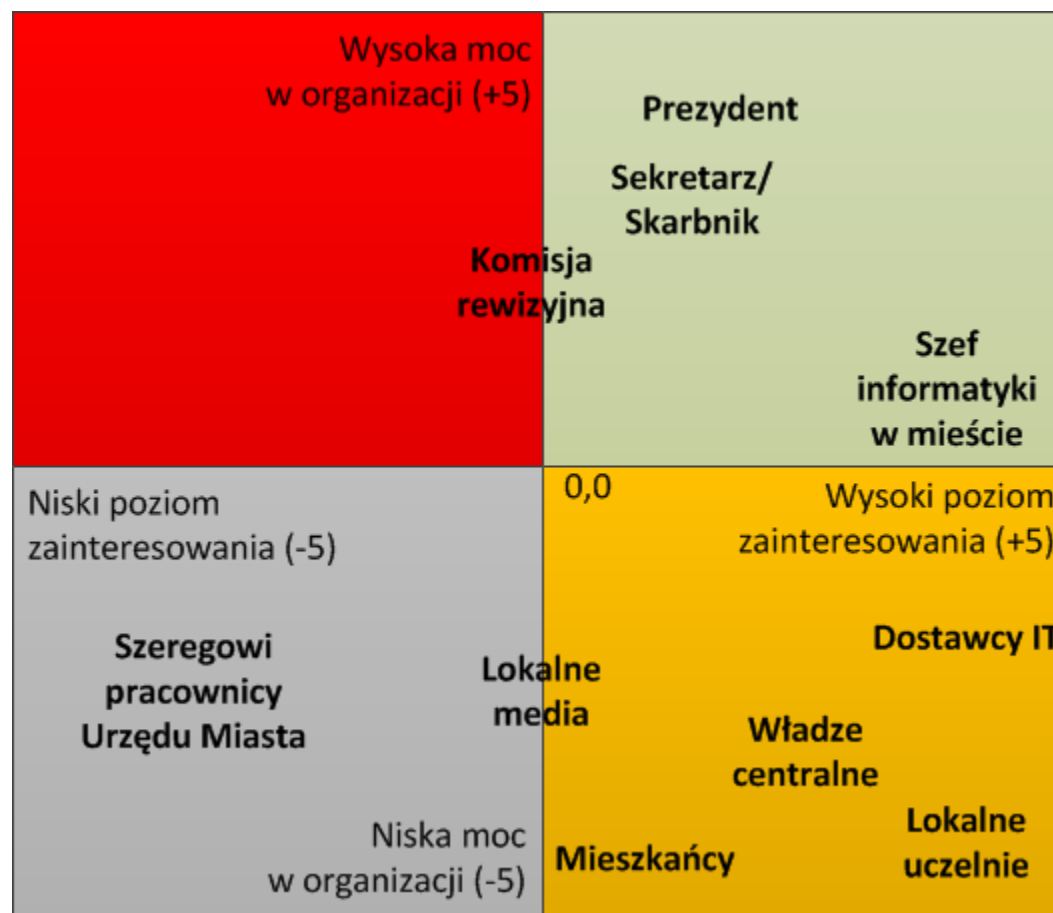 Wysoka moc
w organizacji (+5)
Prezydent
Sekretarz/
Skarbnik
Komisja
rewizyjna
Szef
informatyki
w mieście
Niski poziom
zainteresowania (-5)
0,0
Wysoki poziom
zainteresowania (+5)
Szeregowi
pracownicy
Urzędu Miasta
Lokalne
media
Dostawcy IT
Władze
centralne
Niska moc
w organizacji (-5)
Mieszkańcy
Lokalne
uczelnie